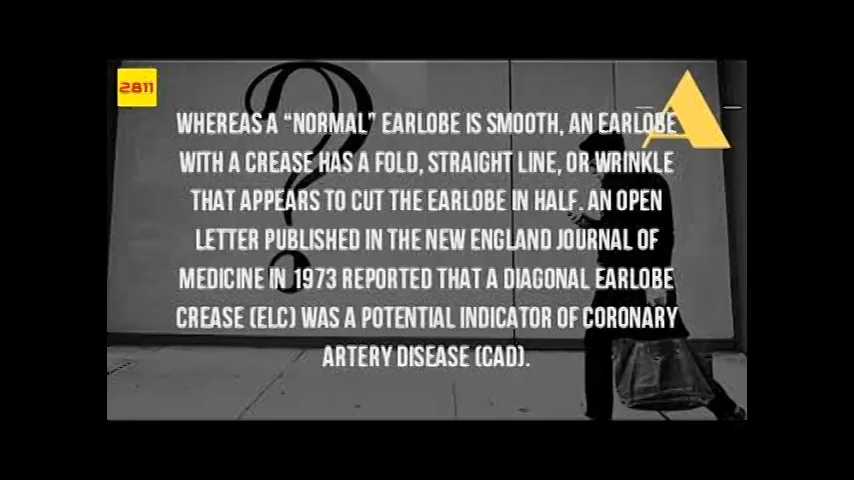 2811
WHEREAS A “NORMAL” EARLOBE IS SMOOTH, AN EARLOBE
WITH A CREASE HAS A FOLD, STRAIGHT LINE, OR WRINKLE
THAT APPEARS TO CUT THE EARLOBE IN HALF. AN OPEN
LETTER PUBLISHED IN THE NEW ENGLAND JOURNAL OF
MEDICINE IN 1973 REPORTED THAT A DIAGONAL EARLOBE
CREASE (ELC) WAS A POTENTIAL INDICATOR OF CORONARY
ARTERY DISEASE (CAD).